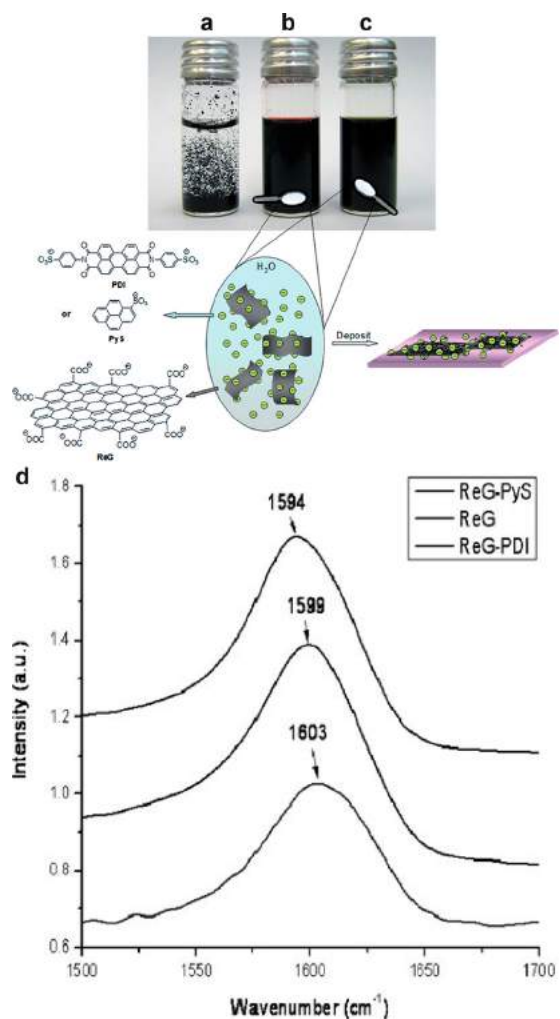 a b c
H₂O
PDI
or
PyS
Deposit
ReG
d
ReG-PyS
ReG
ReG-PDI
1594
1599
1603
1.8
1.6
1.4
1.2
1.0
0.8
0.6
Intensity (a.u.)
1500 1550 1600 1650 1700
Wavenumber (cm⁻¹)